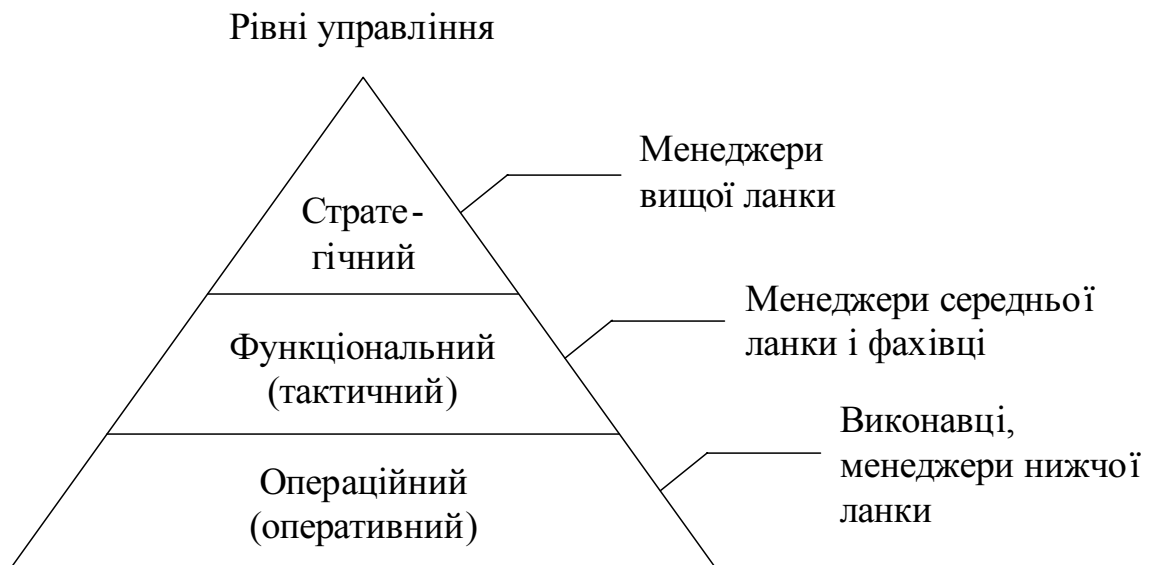 Рівні управління
Менеджери
вищої ланки
Страте-
гічний
Менеджери середньої
ланки і фахівці
Функціональний
(тактичний)
Виконавці,
менеджери нижчої
ланки
Операційний
(оперативний)